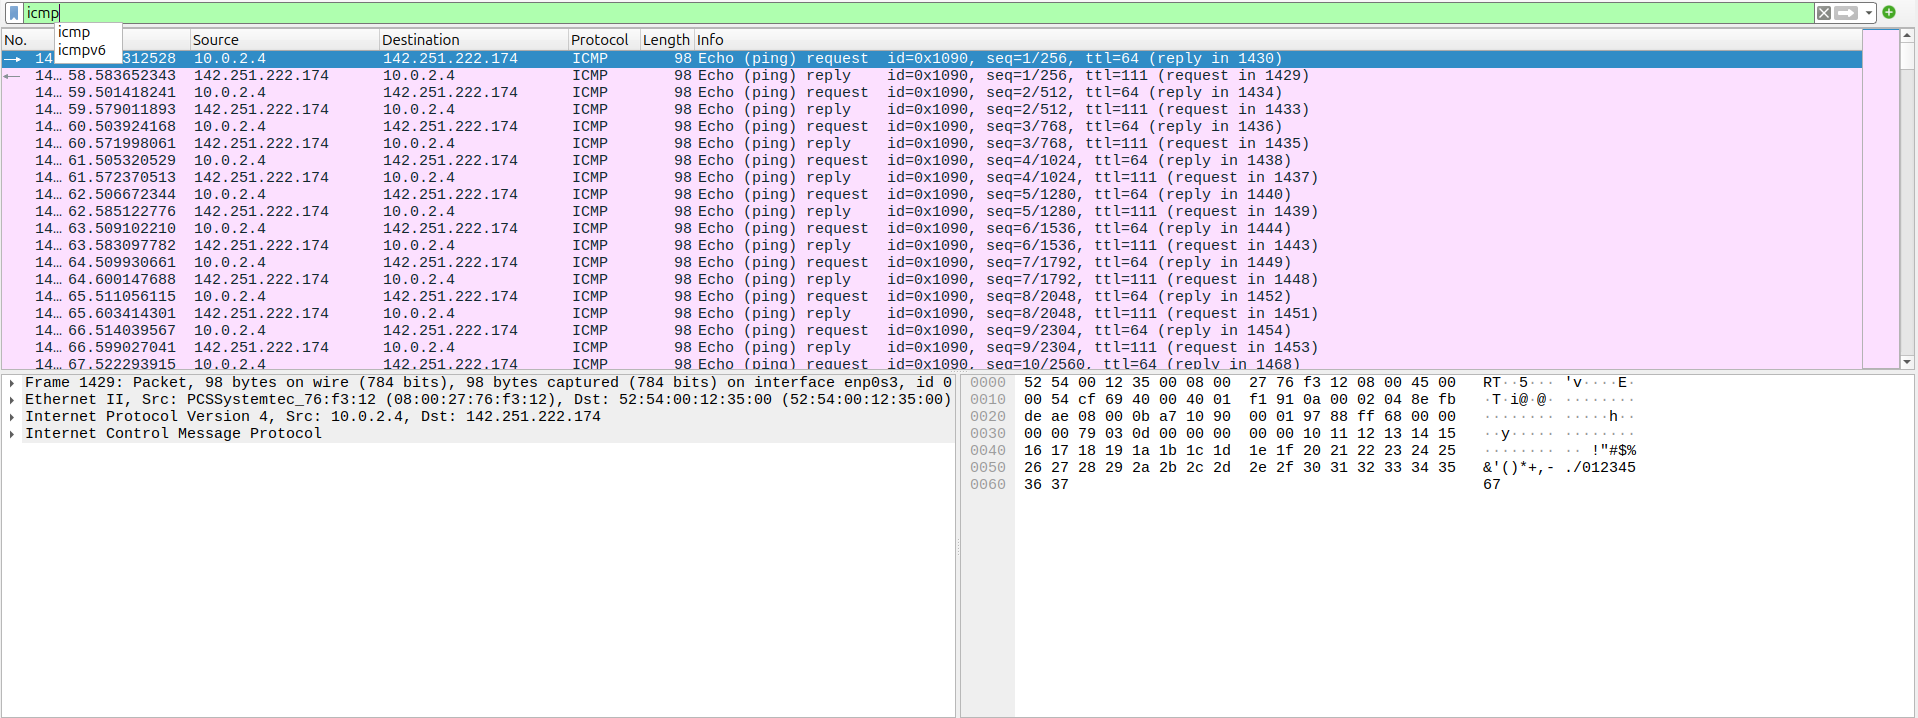 icmp
icmp
icmpv6
No. Source Destination Protocol Length Info
14 312528 10.0.2.4 142.251.222.174 ICMP 98 Echo (ping) request id=0x1090, seq=1/256, ttl=64 (reply in 1430)
14… 58.583652343 142.251.222.174 10.0.2.4 ICMP 98 Echo (ping) reply id=0x1090, seq=1/256, ttl=111 (request in 1429)
14… 59.501418241 10.0.2.4 142.251.222.174 ICMP 98 Echo (ping) request id=0x1090, seq=2/512, ttl=64 (reply in 1434)
14… 59.579011893 142.251.222.174 10.0.2.4 ICMP 98 Echo (ping) reply id=0x1090, seq=2/512, ttl=111 (request in 1433)
14… 60.503924168 10.0.2.4 142.251.222.174 ICMP 98 Echo (ping) request id=0x1090, seq=3/768, ttl=64 (reply in 1436)
14… 60.571998061 142.251.222.174 10.0.2.4 ICMP 98 Echo (ping) reply id=0x1090, seq=3/768, ttl=111 (request in 1435)
14… 61.505320529 10.0.2.4 142.251.222.174 ICMP 98 Echo (ping) request id=0x1090, seq=4/1024, ttl=64 (reply in 1438)
14… 61.572370513 142.251.222.174 10.0.2.4 ICMP 98 Echo (ping) reply id=0x1090, seq=4/1024, ttl=111 (request in 1437)
14… 62.506672344 10.0.2.4 142.251.222.174 ICMP 98 Echo (ping) request id=0x1090, seq=5/1280, ttl=64 (reply in 1440)
14… 62.585122776 142.251.222.174 10.0.2.4 ICMP 98 Echo (ping) reply id=0x1090, seq=5/1280, ttl=111 (request in 1439)
14… 63.509102210 10.0.2.4 142.251.222.174 ICMP 98 Echo (ping) request id=0x1090, seq=6/1536, ttl=64 (reply in 1444)
14… 63.583097782 142.251.222.174 10.0.2.4 ICMP 98 Echo (ping) reply id=0x1090, seq=6/1536, ttl=111 (request in 1443)
14… 64.509930661 10.0.2.4 142.251.222.174 ICMP 98 Echo (ping) request id=0x1090, seq=7/1792, ttl=64 (reply in 1449)
14… 64.600147688 142.251.222.174 10.0.2.4 ICMP 98 Echo (ping) reply id=0x1090, seq=7/1792, ttl=111 (request in 1448)
14… 65.511056115 10.0.2.4 142.251.222.174 ICMP 98 Echo (ping) request id=0x1090, seq=8/2048, ttl=64 (reply in 1452)
14… 65.603414301 142.251.222.174 10.0.2.4 ICMP 98 Echo (ping) reply id=0x1090, seq=8/2048, ttl=111 (request in 1451)
14… 66.514039567 10.0.2.4 142.251.222.174 ICMP 98 Echo (ping) request id=0x1090, seq=9/2304, ttl=64 (reply in 1454)
14… 66.599027041 142.251.222.174 10.0.2.4 ICMP 98 Echo (ping) reply id=0x1090, seq=9/2304, ttl=111 (request in 1453)
14… 67.522293915 10.0.2.4 142.251.222.174 ICMP 98 Echo (ping) request id=0x1090, seq=10/2560, ttl=64 (reply in 1468)
Frame 1429: Packet, 98 bytes on wire (784 bits), 98 bytes captured (784 bits) on interface enp0s3, id 0
Ethernet II, Src: PCSSystemtec_76:f3:12 (08:00:27:76:f3:12), Dst: 52:54:00:12:35:00 (52:54:00:12:35:00)
Internet Protocol Version 4, Src: 10.0.2.4, Dst: 142.251.222.174
Internet Control Message Protocol
0000 52 54 00 12 35 00 08 00 27 76 f3 12 08 00 45 00 RT··5··· 'v····E·
0010 00 54 cf 69 40 00 40 01 f1 91 0a 00 02 04 8e fb ·T·i@·@· ········
0020 de ae 08 00 0b a7 10 90 00 01 97 88 ff 68 00 00 ········ ·····h··
0030 00 00 79 03 0d 00 00 00 00 00 10 11 12 13 14 15 ··y····· ········
0040 16 17 18 19 1a 1b 1c 1d 1e 1f 20 21 22 23 24 25 ········ ·· !"#$%
0050 26 27 28 29 2a 2b 2c 2d 2e 2f 30 31 32 33 34 35 &'()*+,- ./012345
0060 36 37 67